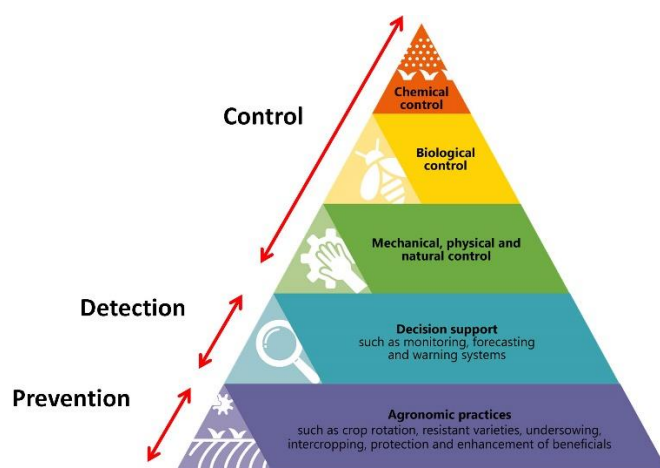 Control
Detection
Prevention
Chemical
control
Biological
control
Mechanical, physical and
natural control
Decision support
such as monitoring, forecasting
and warning systems
Agronomic practices
such as crop rotation, resistant varieties, undersowing,
intercropping, protection and enhancement of beneficials